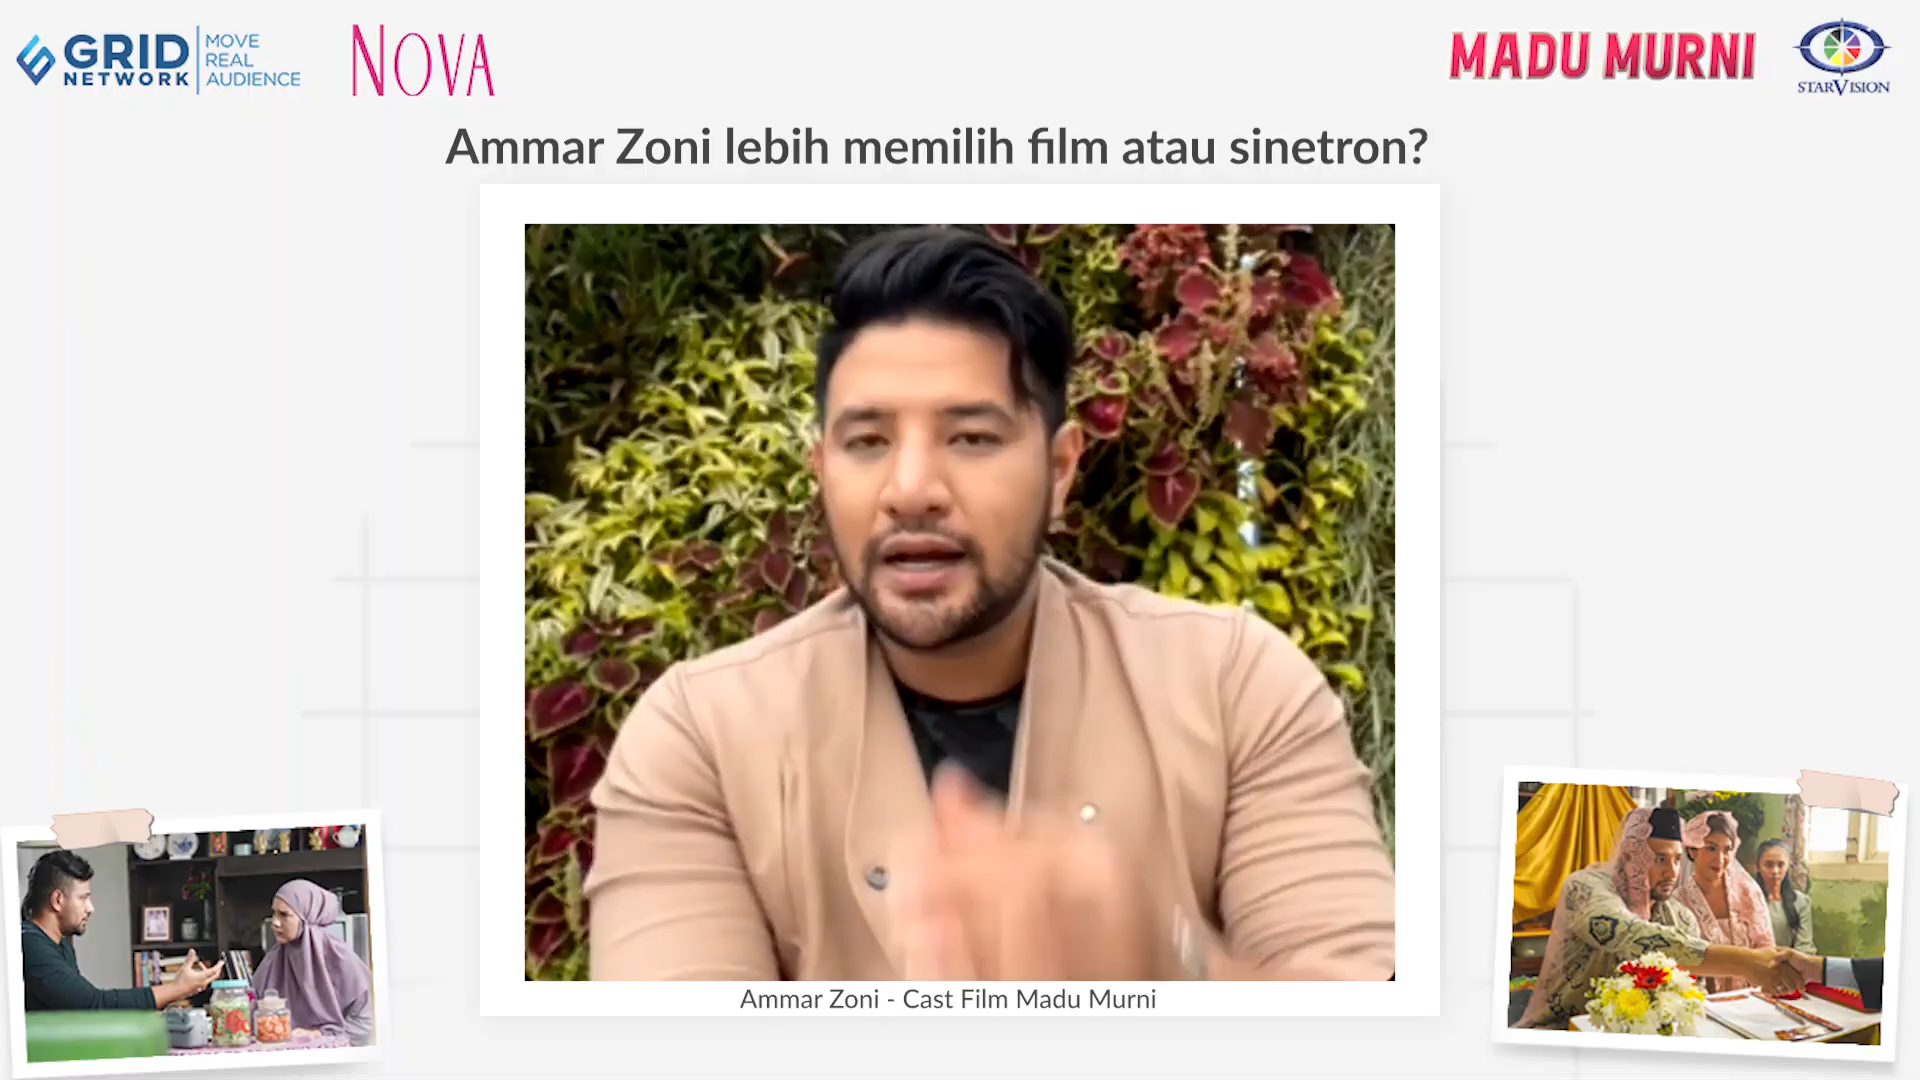 GRID
NETWORK
MOVE
REAL
AUDIENCE
NOVA
MADU MURNI
STARVISION
Ammar Zoni lebih memilih film atau sinetron?
Ammar Zoni - Cast Film Madu Murni